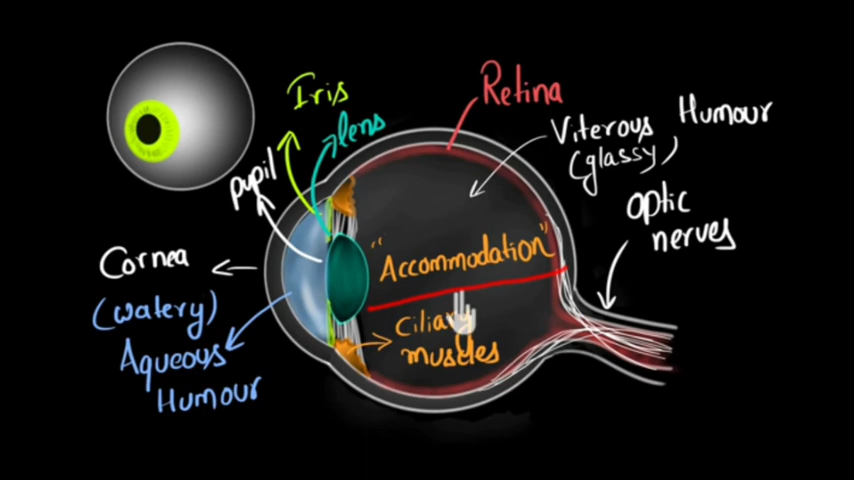 Iris
lens
pupil
Retina
Viterous Humour
(glassy)
Optic
nerves
Cornea
(watery)
Aqueous
Humour
"Accommodation"
Ciliary
muscles